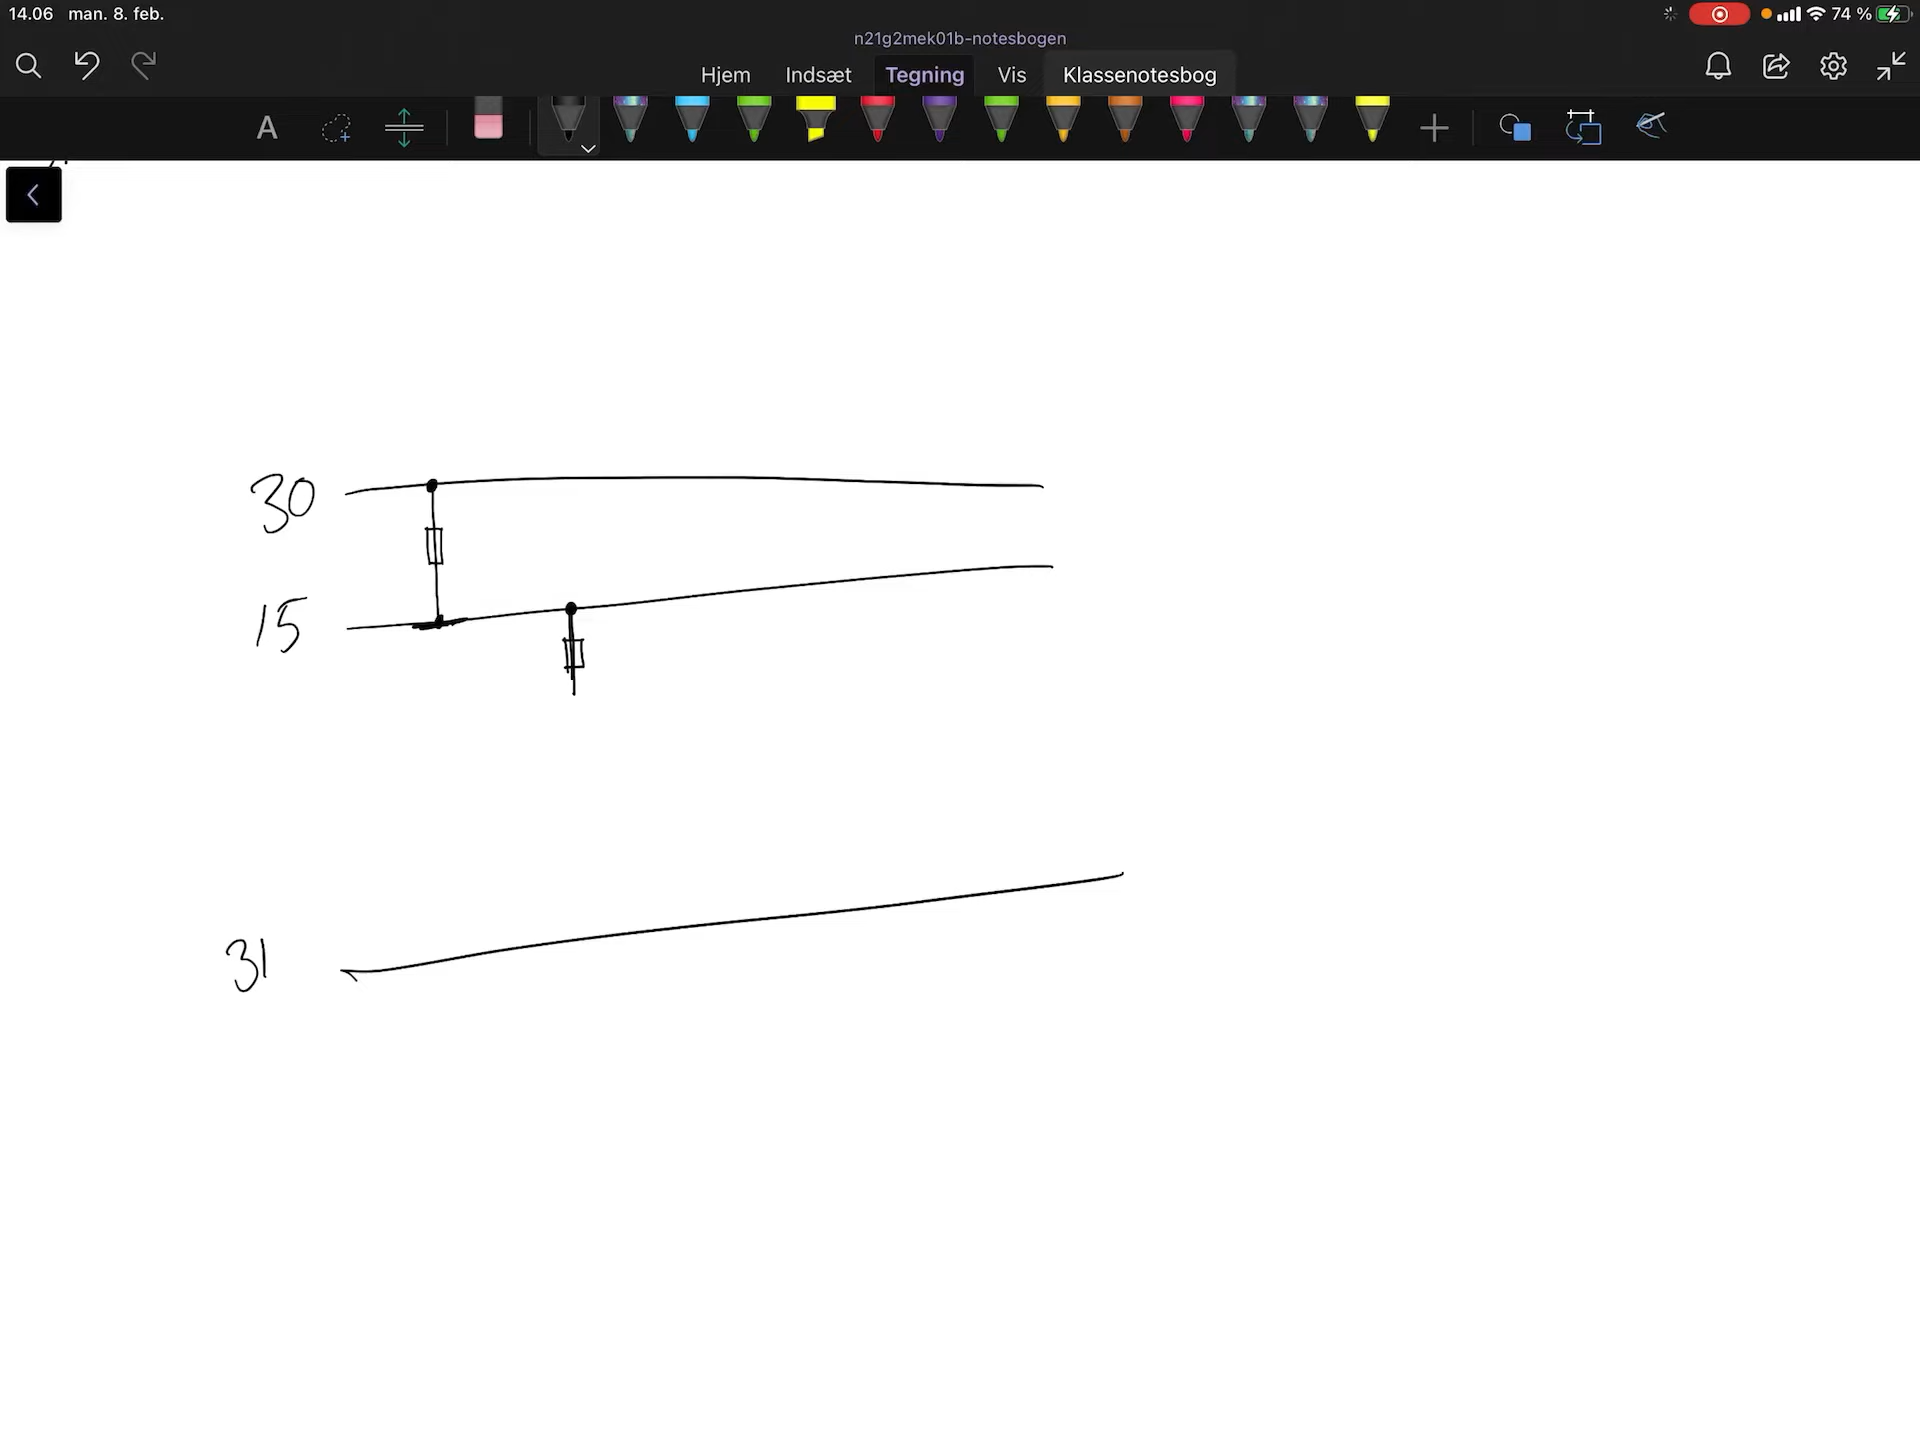 14.06 man. 8. feb. 74 %
n21g2mek01b-notesbogen
Hjem Indsæt Tegning Vis Klassenotesbog
A
30
15
31